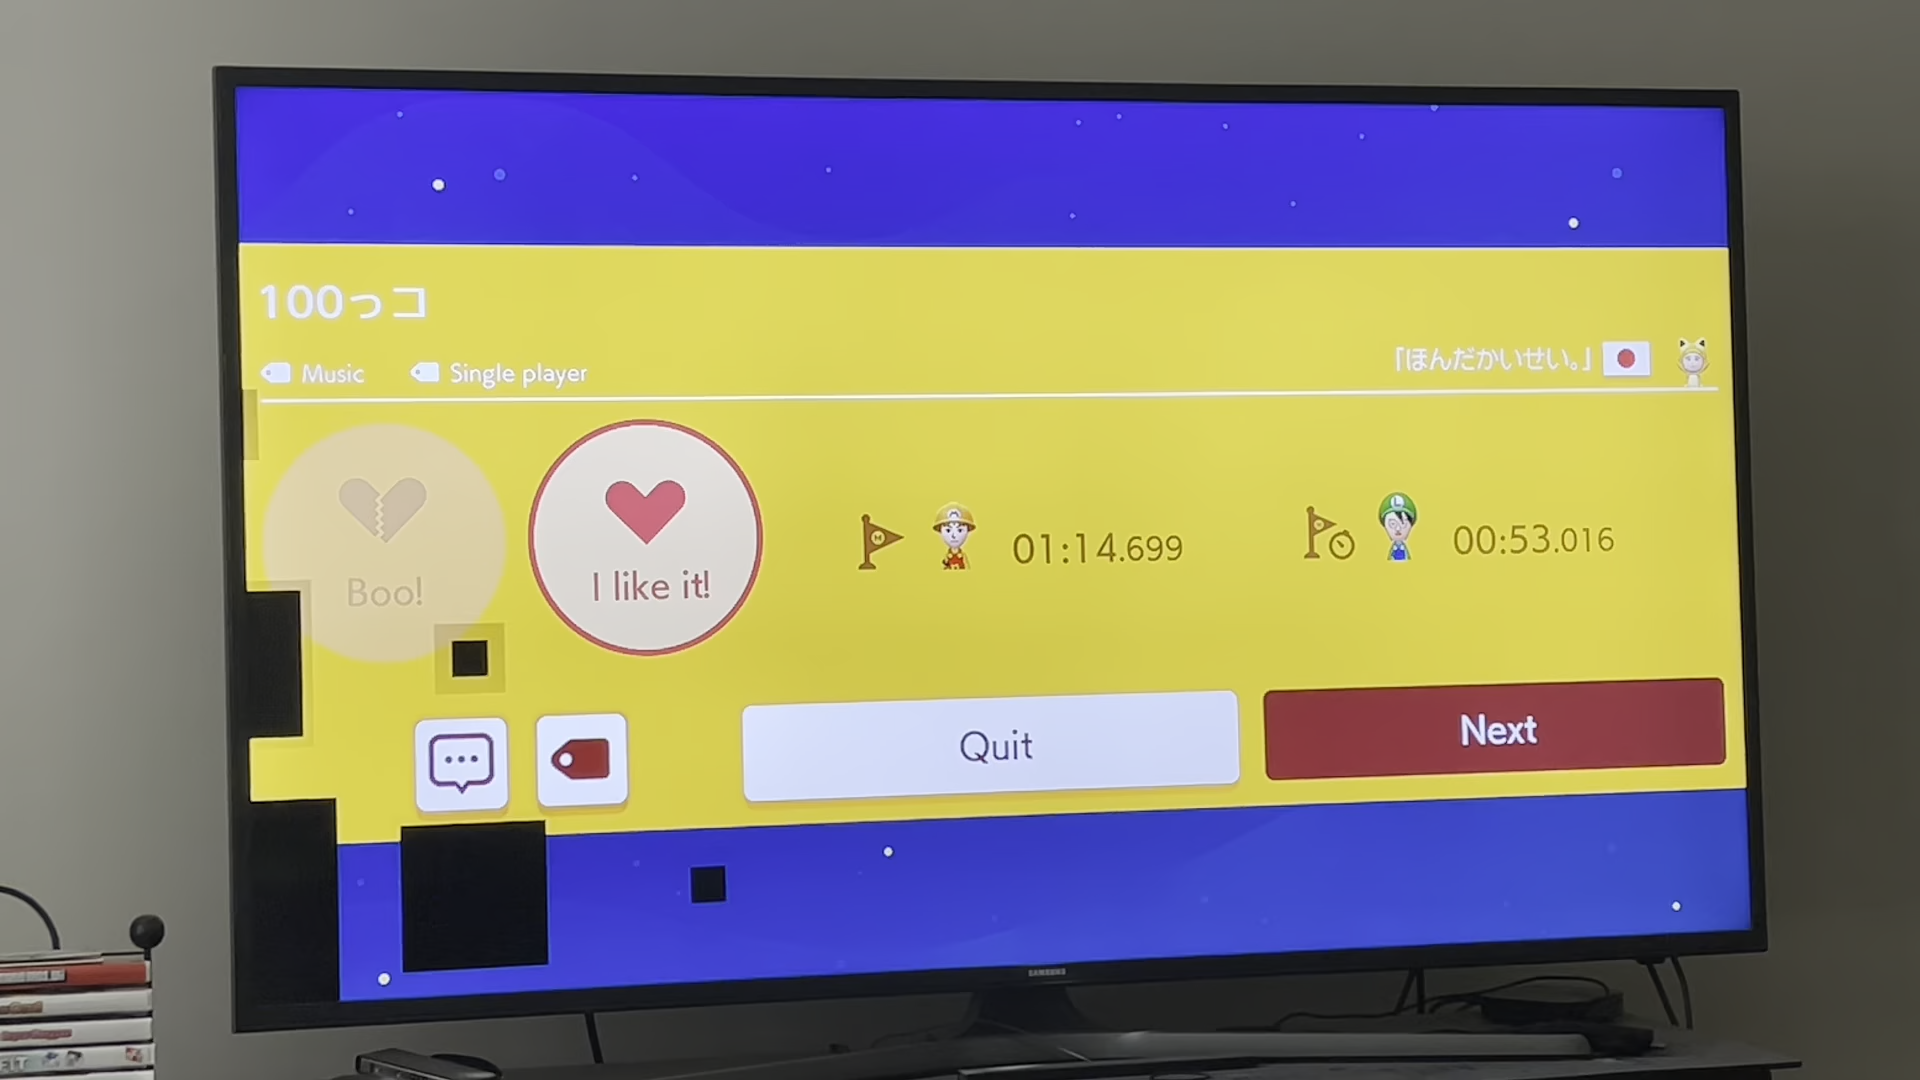 100っコ
Music
Single player
「ほんだかいせい。」
Boo!
I like it!
01:14.699
00:53.016
Quit
Next
SAMSUNG